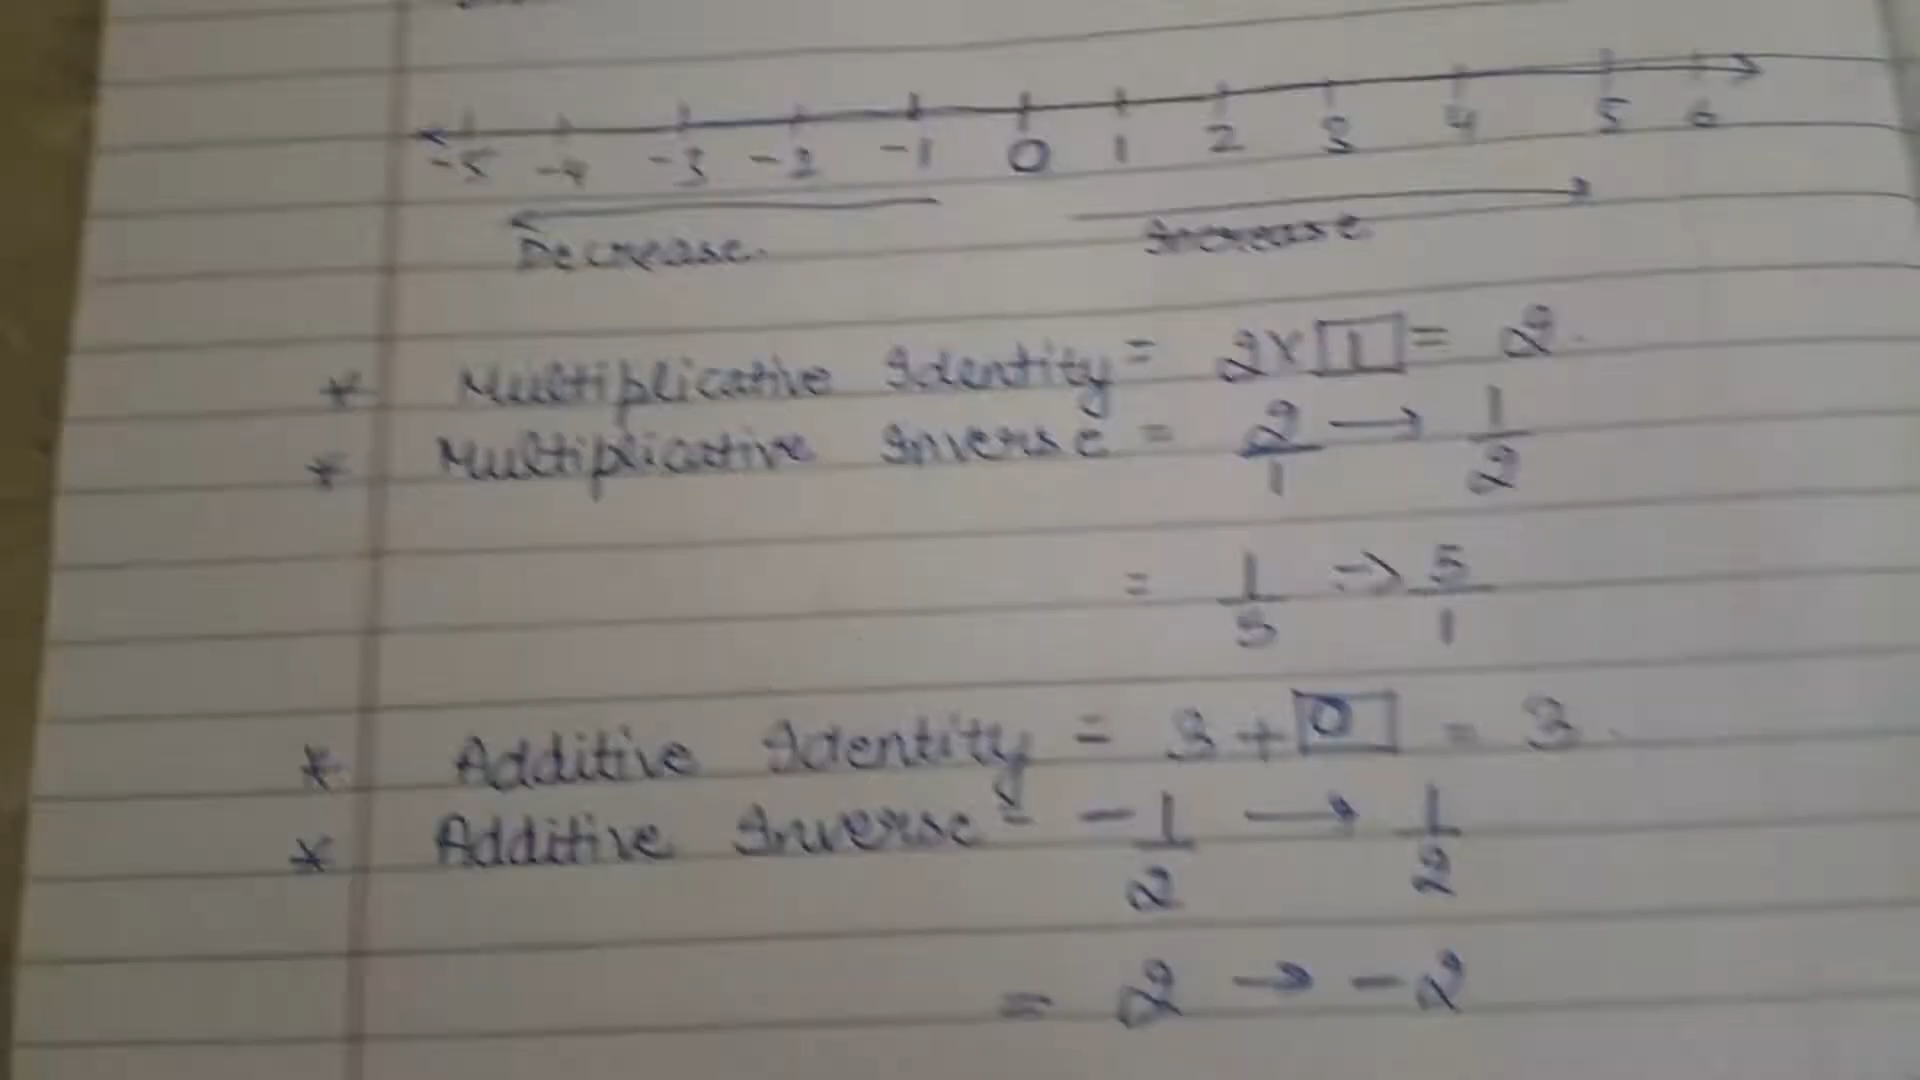 -5 -4 -3 -2 -1 0 1 2 3 4 5 6
Decrease. Increase
* Multiplicative Identity = 2 × 1 = 2.
* Multiplicative Inverse = 2/1 → 1/2
= 1/5 → 5/1
* Additive Identity = 3 + 0 = 3.
* Additive Inverse = -1/2 → 1/2
= 2 → -2